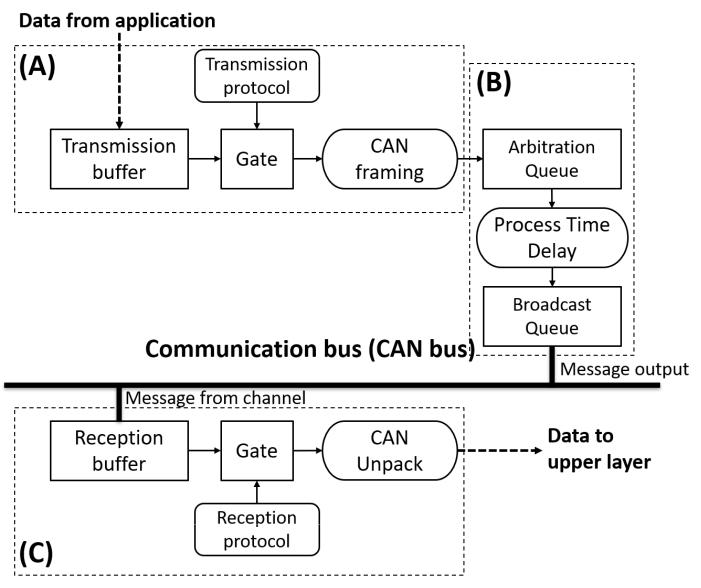 Data from application
(A)
Transmission
protocol
(B)
Transmission
buffer
Gate
CAN
framing
Arbitration
Queue
Process Time
Delay
Broadcast
Queue
Communication bus (CAN bus)
Message output
Message from channel
Reception
buffer
Gate
CAN
Unpack
Data to
upper layer
Reception
protocol
(C)